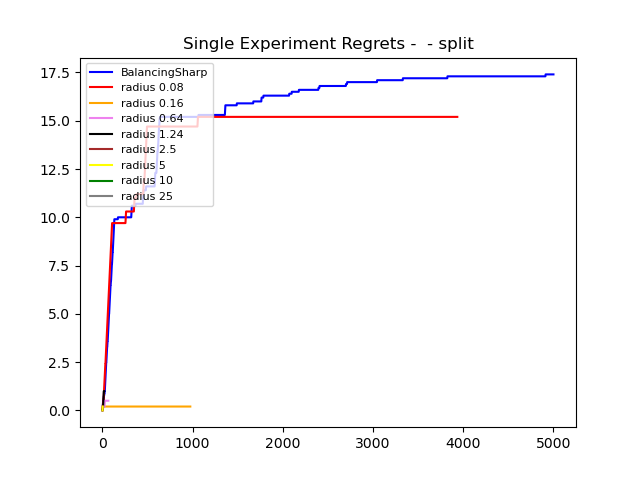 Single Experiment Regrets -  - split
17.5
15.0
12.5
10.0
7.5
5.0
2.5
0.0
BalancingSharp
radius 0.08
radius 0.16
radius 0.64
radius 1.24
radius 2.5
radius 5
radius 10
radius 25
0 1000 2000 3000 4000 5000